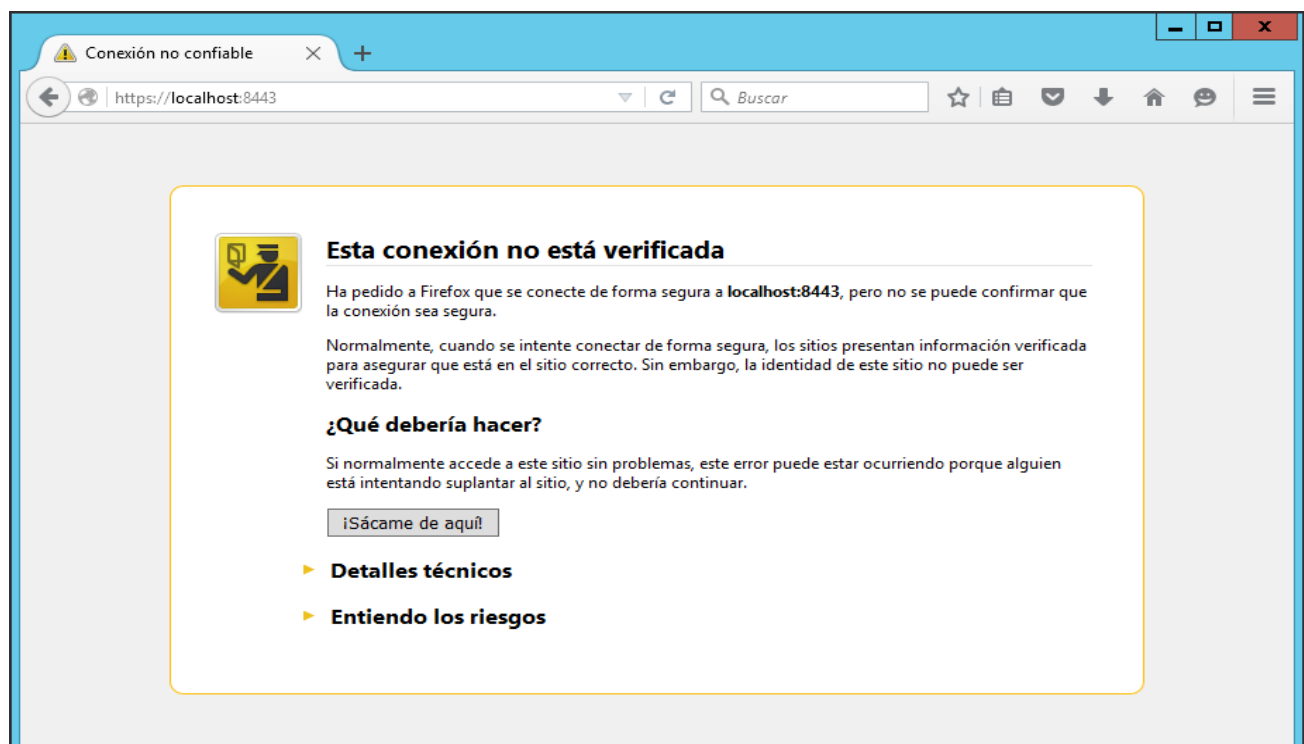 Conexión no confiable
https://localhost:8443
Buscar
Esta conexión no está verificada
Ha pedido a Firefox que se conecte de forma segura a localhost:8443, pero no se puede confirmar que
la conexión sea segura.
Normalmente, cuando se intente conectar de forma segura, los sitios presentan información verificada
para asegurar que está en el sitio correcto. Sin embargo, la identidad de este sitio no puede ser
verificada.
¿Qué debería hacer?
Si normalmente accede a este sitio sin problemas, este error puede estar ocurriendo porque alguien
está intentando suplantar al sitio, y no debería continuar.
¡Sácame de aquí!
Detalles técnicos
Entiendo los riesgos